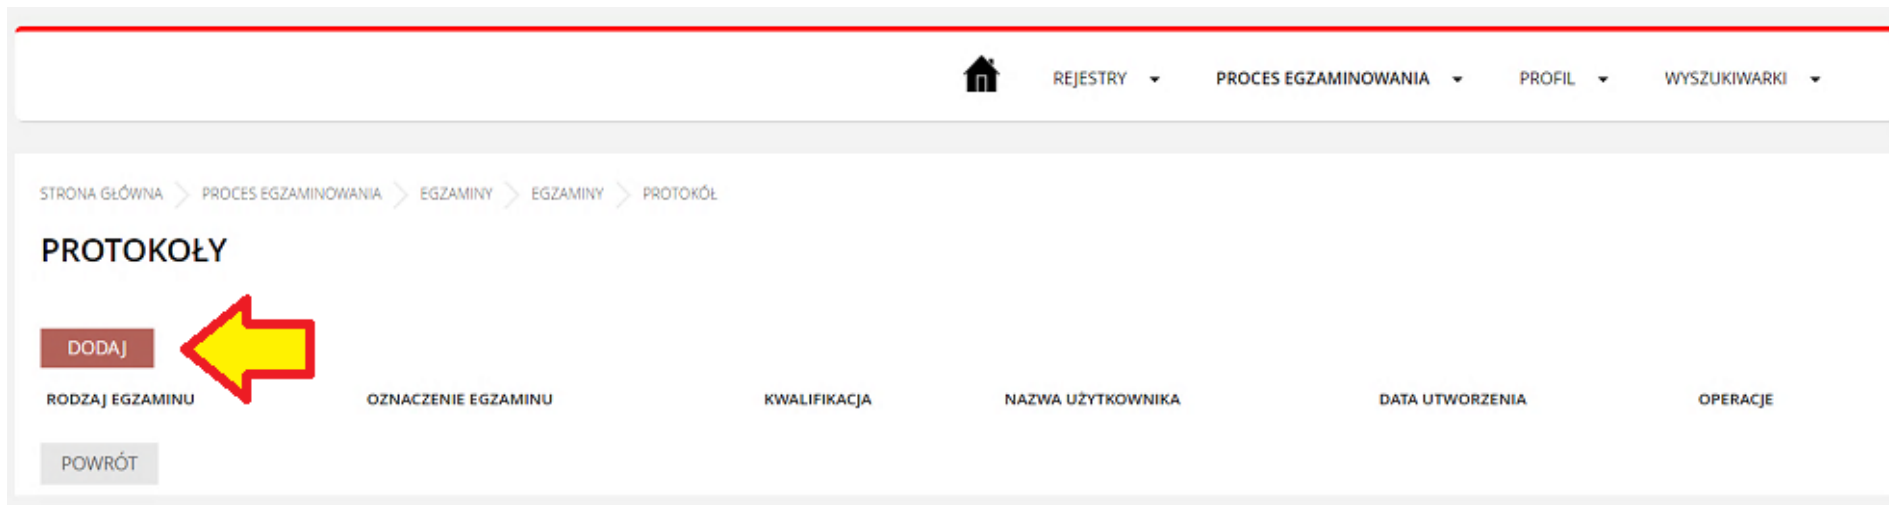 REJESTRY PROCES EGZAMINOWANIA PROFIL WYSZUKIWARKI
STRONA GŁÓWNA PROCES EGZAMINOWANIA EGZAMINY EGZAMINY PROTOKÓŁ
PROTOKOŁY
DODAJ
RODZAJ EGZAMINU OZNACZENIE EGZAMINU KWALIFIKACJA NAZWA UŻYTKOWNIKA DATA UTWORZENIA OPERACJE
POWRÓT